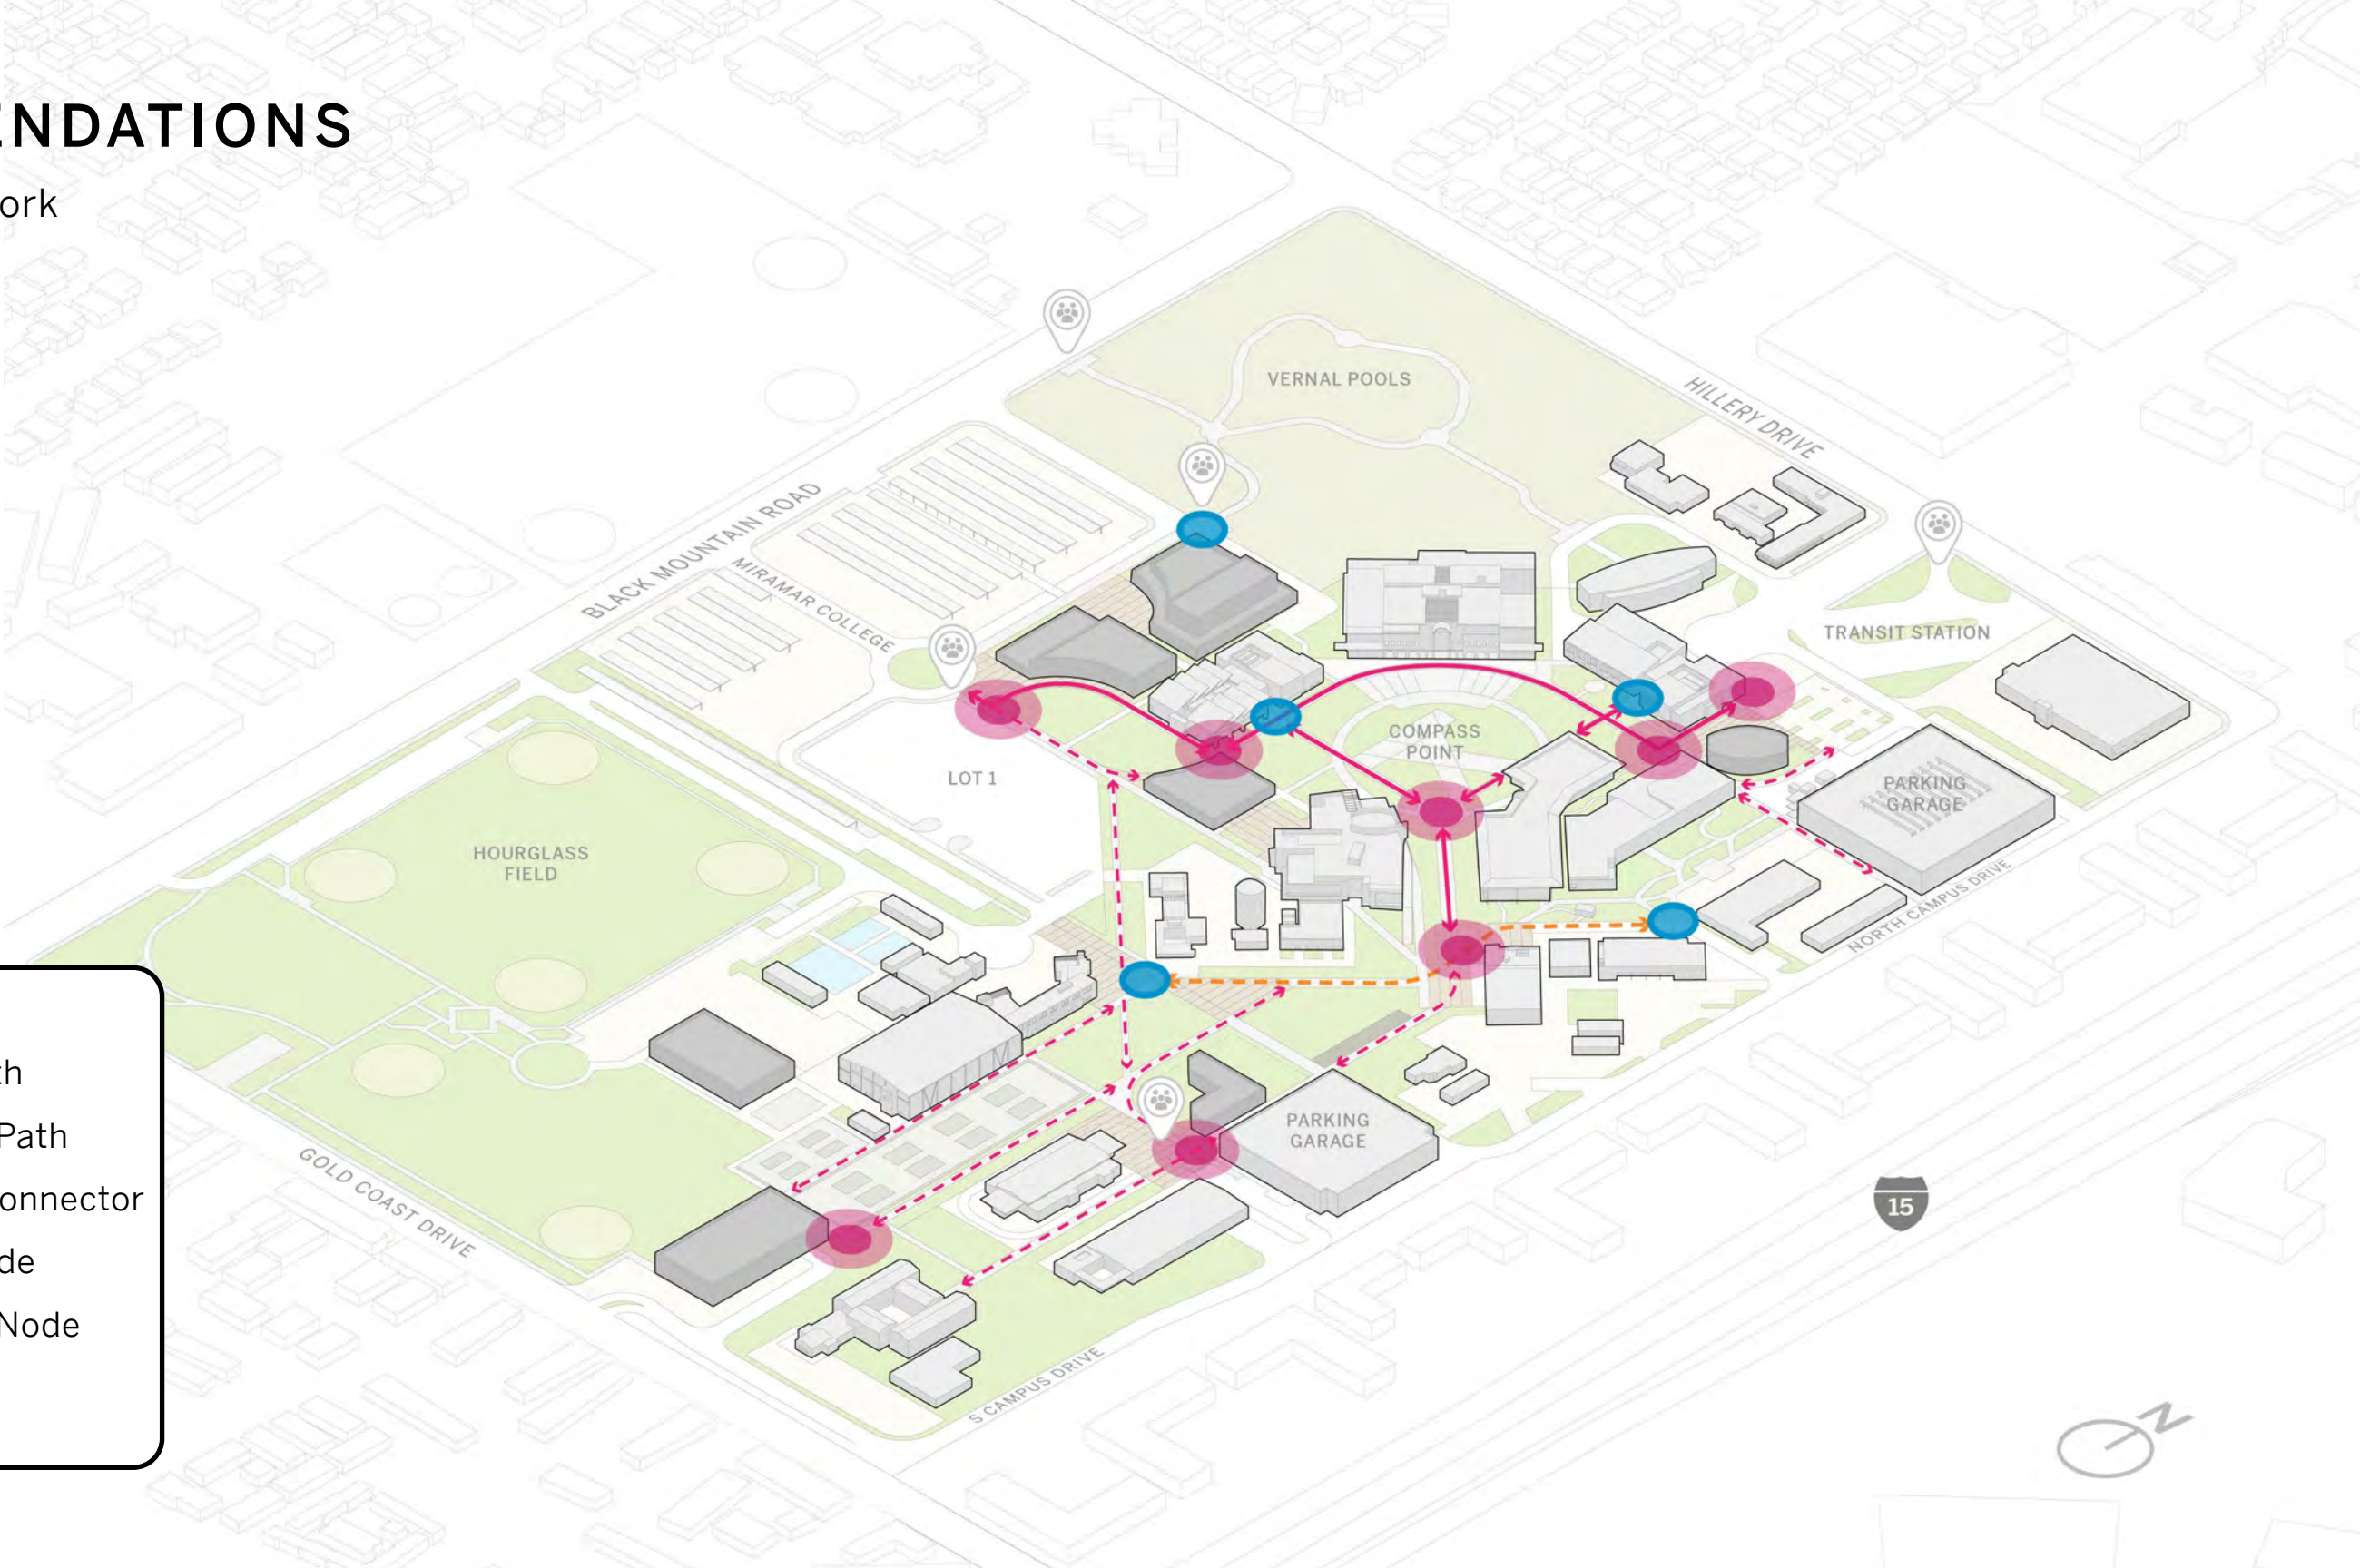 ENDATIONS
ork
VERNAL POOLS
HILLERY DRIVE
BLACK MOUNTAIN ROAD
MIRAMAR COLLEGE
TRANSIT STATION
COMPASS
POINT
LOT 1
PARKING
GARAGE
HOURGLASS
FIELD
NORTH CAMPUS DRIVE
th
Path
onnector
de
Node
PARKING
GARAGE
GOLD COAST DRIVE
15
S CAMPUS DRIVE
N